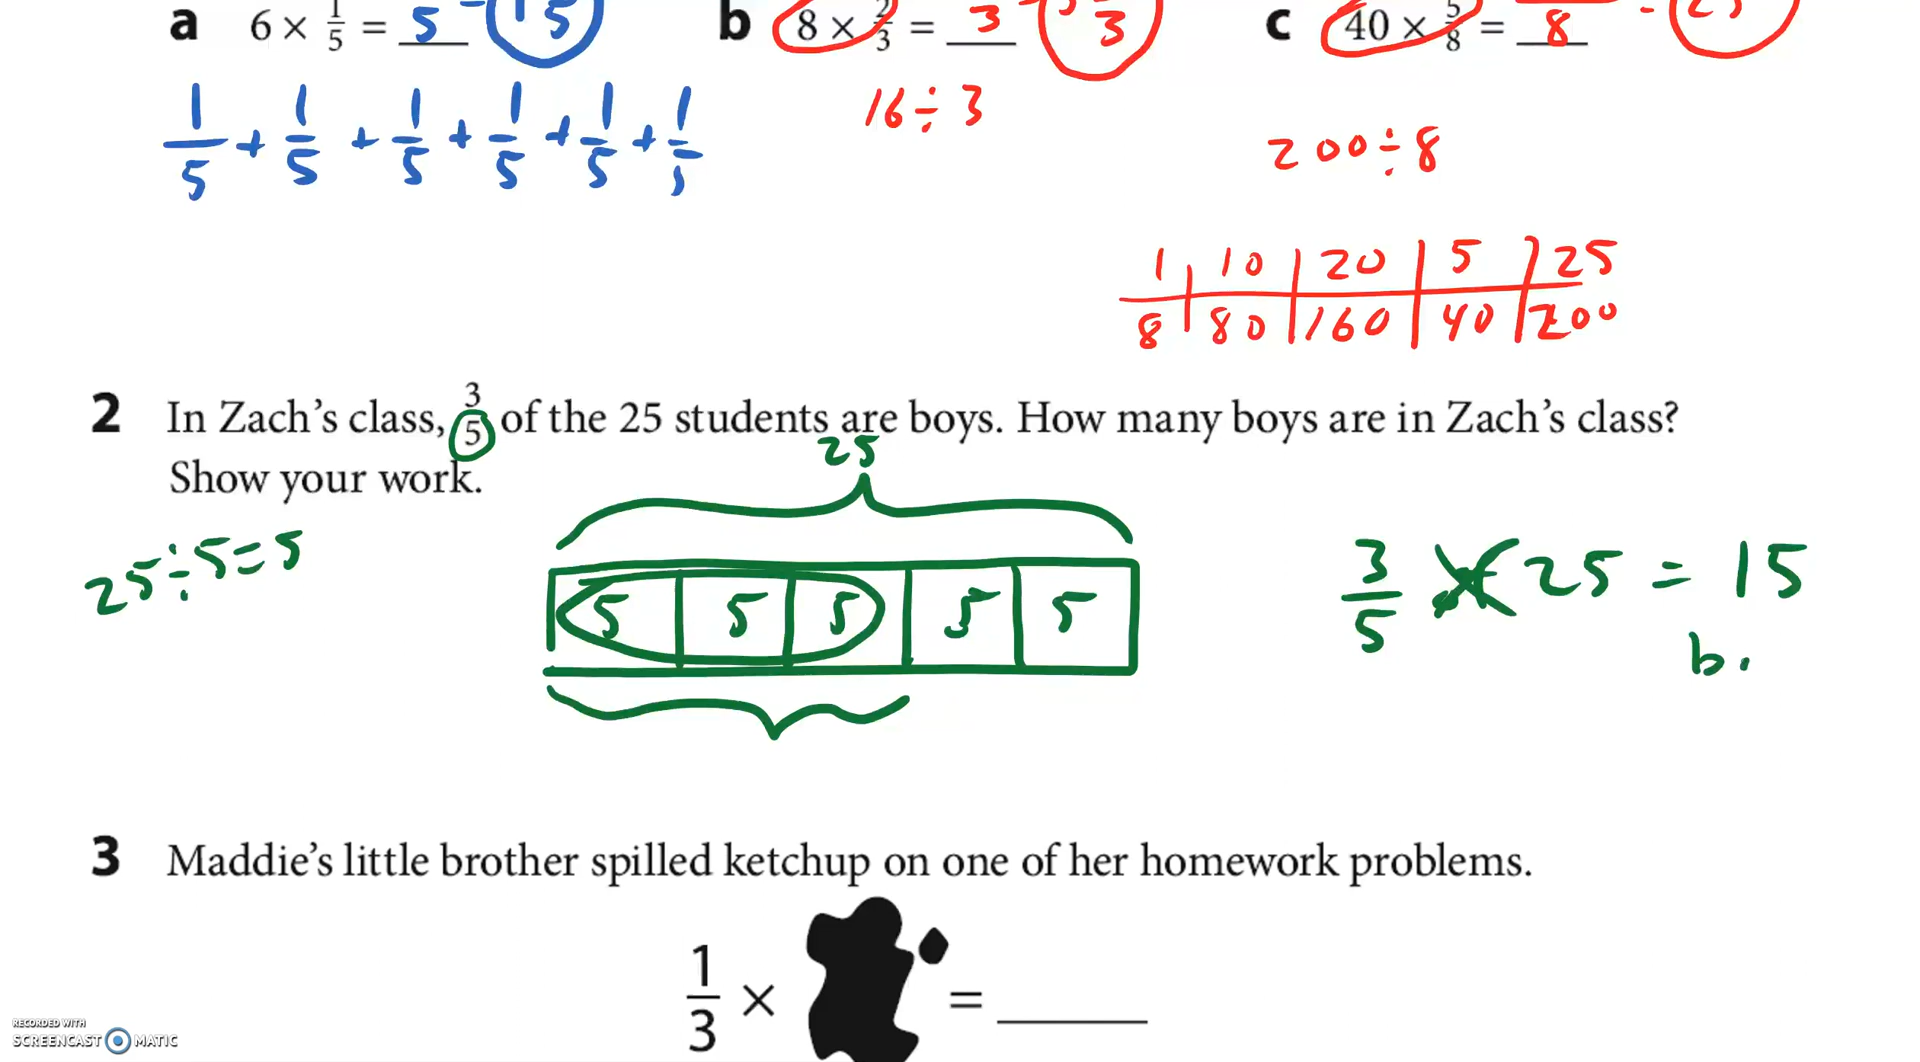 a 6 × 1/5 = 5 = 1 5
b 8 × 2/3 = 3 = 5 3
c 40 × 5/8 = 8 = 25
1/5 + 1/5 + 1/5 + 1/5 + 1/5 + 1/5
16 ÷ 3
200 ÷ 8
1 10 20 5 25
8 80 160 40 200
2 In Zach's class, 3/5 of the 25 students are boys. How many boys are in Zach's class?
Show your work.
25
25 ÷ 5 = 5
5 5 5 5 5
3/5 × 25 = 15
b.
3 Maddie's little brother spilled ketchup on one of her homework problems.
1/3 × = ______
RECORDED WITH
SCREENCAST MATIC